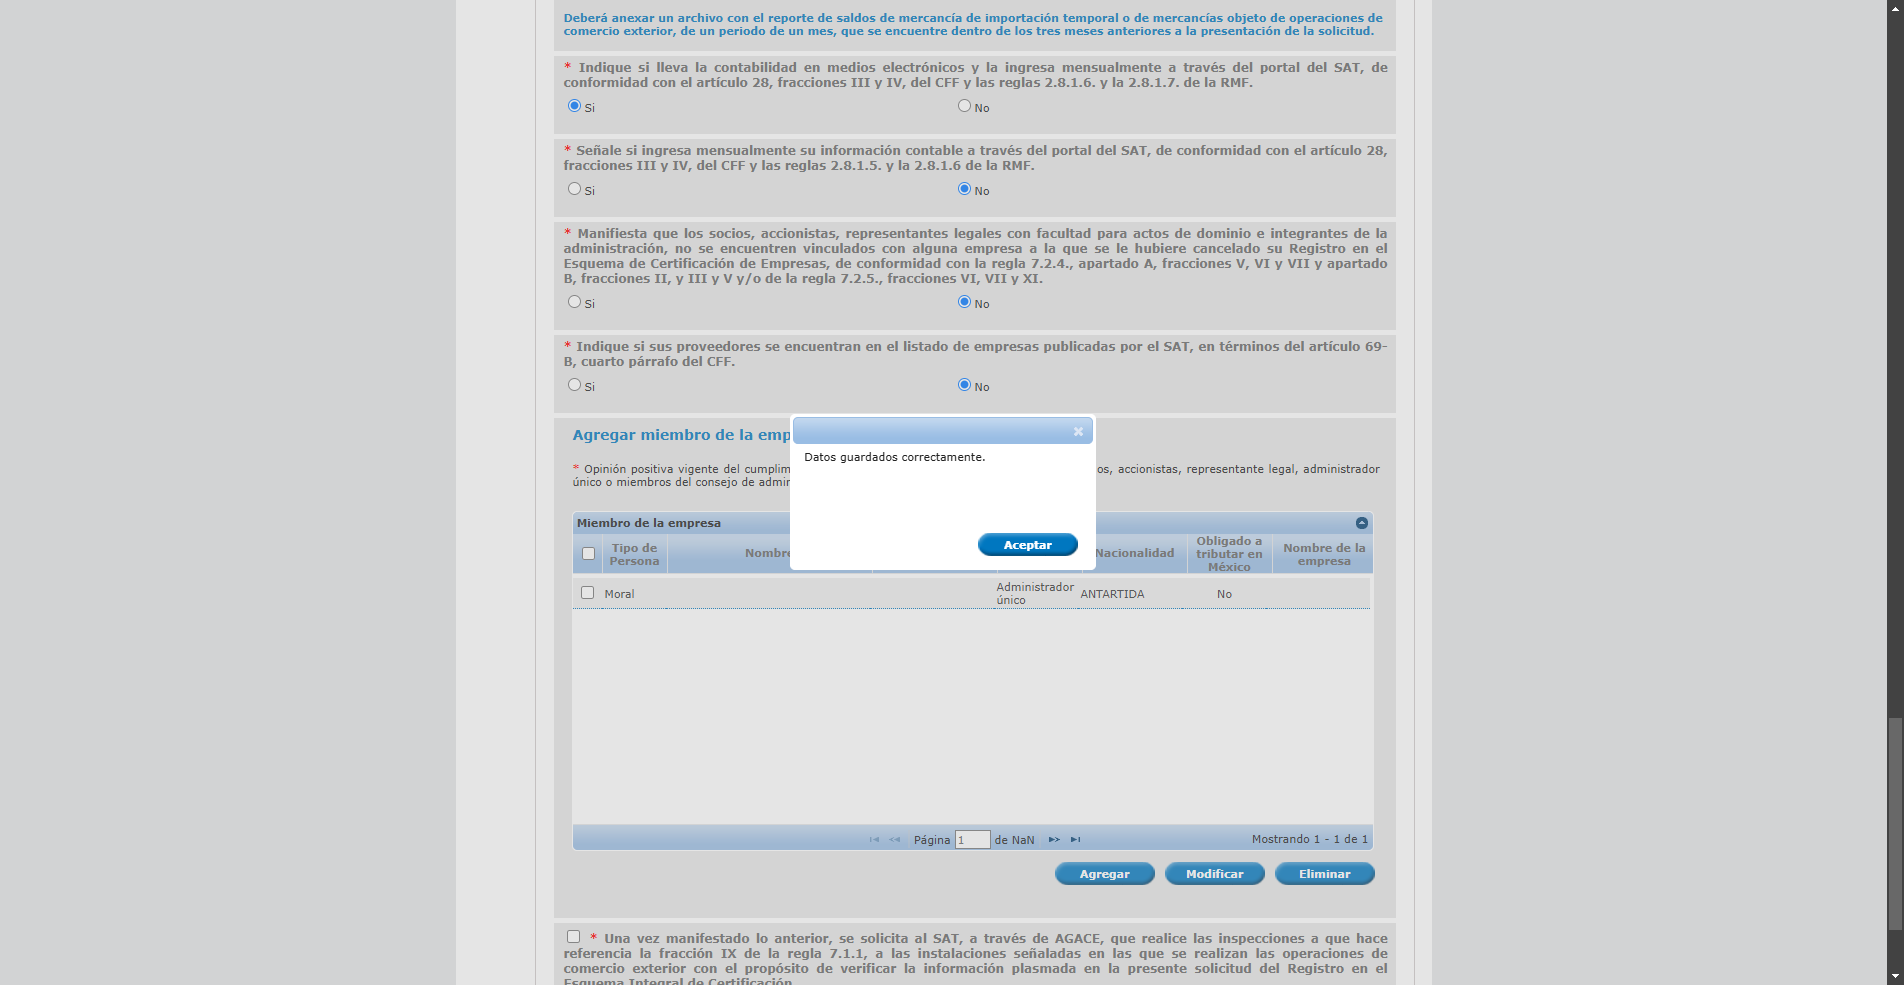 Deberá anexar un archivo con el reporte de saldos de mercancía de importación temporal o de mercancías objeto de operaciones de
comercio exterior, de un periodo de un mes, que se encuentre dentro de los tres meses anteriores a la presentación de la solicitud.
* Indique si lleva la contabilidad en medios electrónicos y la ingresa mensualmente a través del portal del SAT, de
conformidad con el artículo 28, fracciones III y IV, del CFF y las reglas 2.8.1.6. y la 2.8.1.7. de la RMF.
Si No
* Señale si ingresa mensualmente su información contable a través del portal del SAT, de conformidad con el artículo 28,
fracciones III y IV, del CFF y las reglas 2.8.1.5. y la 2.8.1.6 de la RMF.
Si No
* Manifiesta que los socios, accionistas, representantes legales con facultad para actos de dominio e integrantes de la
administración, no se encuentren vinculados con alguna empresa a la que se le hubiere cancelado su Registro en el
Esquema de Certificación de Empresas, de conformidad con la regla 7.2.4., apartado A, fracciones V, VI y VII y apartado
B, fracciones II, y III y V y/o de la regla 7.2.5., fracciones VI, VII y XI.
Si No
* Indique si sus proveedores se encuentran en el listado de empresas publicadas por el SAT, en términos del artículo 69-
B, cuarto párrafo del CFF.
Si No
Agregar miembro de la emp
Datos guardados correctamente.
* Opinión positiva vigente del cumplim os, accionistas, representante legal, administrador
único o miembros del consejo de admin
Aceptar
Miembro de la empresa
Tipo de Persona Nombre Nacionalidad Obligado a tributar en México Nombre de la empresa
Moral Administrador único ANTARTIDA No
Página 1 de NaN Mostrando 1 - 1 de 1
Agregar Modificar Eliminar
* Una vez manifestado lo anterior, se solicita al SAT, a través de AGACE, que realice las inspecciones a que hace
referencia la fracción IX de la regla 7.1.1, a las instalaciones señaladas en las que se realizan las operaciones de
comercio exterior con el propósito de verificar la información plasmada en la presente solicitud del Registro en el
Esquema Integral de Certificación.